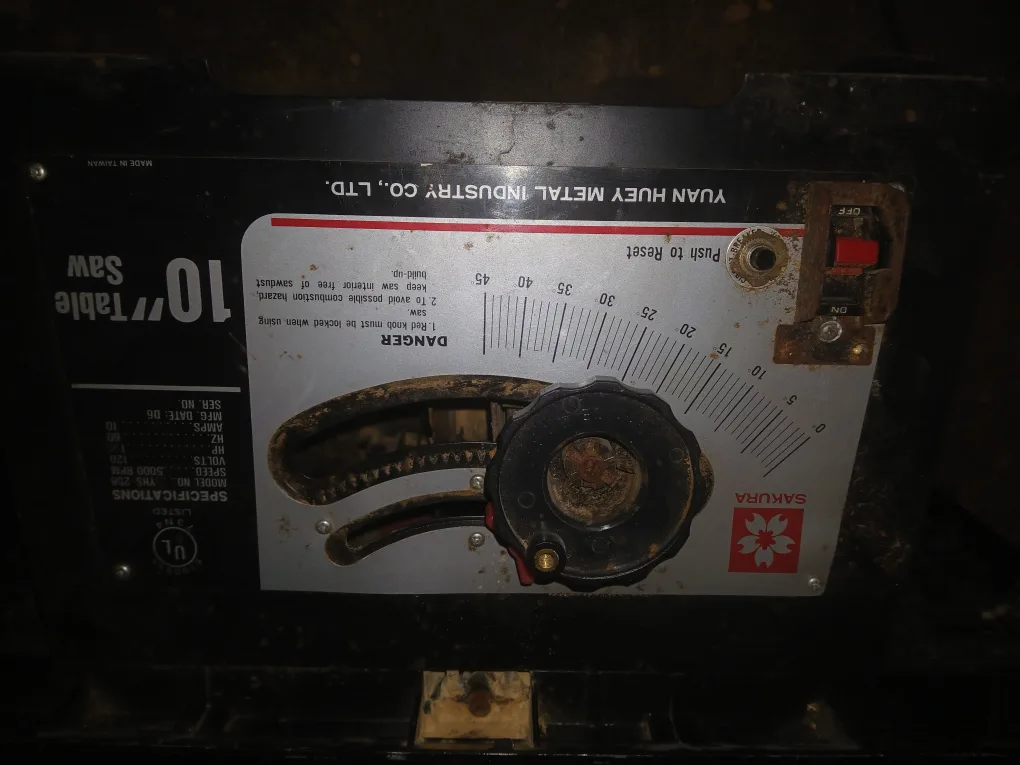 SAKURA
0°
5°
10°
15°
20°
25°
30
35
40
45
DANGER
1. Red knob must be locked when using
saw.
2. To avoid possible combustion hazard,
keep saw interior of free of sawdust
build-up.
Push to Reset
ON
OFF
YUAN HUEY METAL INDUSTRY CO., LTD.
UL
LISTED
SPECIFICATIONS
MODEL NO
SPEED 5000 RPM
VOLTS 120
HP
HZ 60
AMPS
MFG. DATE: D6
SER. NO.
10" Table
Saw
MADE IN TAIWAN